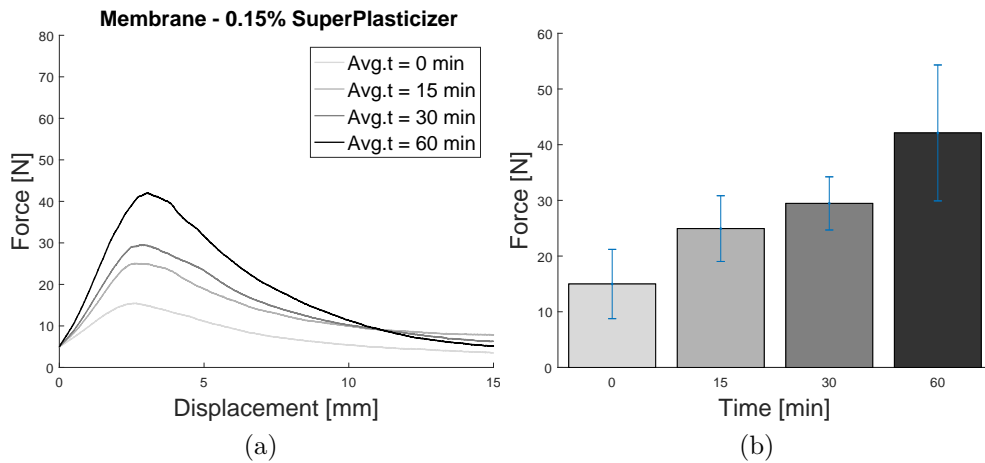 Membrane - 0.15% SuperPlasticizer
80
70
60
50
40
30
20
10
0
Force [N]
Avg.t = 0 min
Avg.t = 15 min
Avg.t = 30 min
Avg.t = 60 min
0
5
10
15
Displacement [mm]
(a)
60
50
40
30
20
10
0
Force [N]
0
15
30
60
Time [min]
(b)